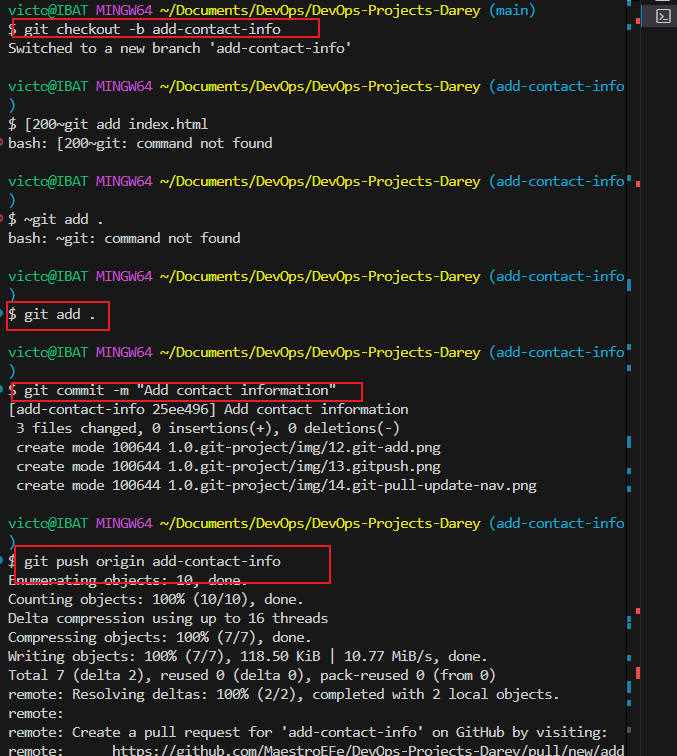 victo@IBAT MINGW64 ~/Documents/DevOps/DevOps-Projects-Darey (main)
$ git checkout -b add-contact-info
Switched to a new branch 'add-contact-info'
victo@IBAT MINGW64 ~/Documents/DevOps/DevOps-Projects-Darey (add-contact-info
)
$ [200~git add index.html
bash: [200~git: command not found
victo@IBAT MINGW64 ~/Documents/DevOps/DevOps-Projects-Darey (add-contact-info
)
$ ~git add .
bash: ~git: command not found
victo@IBAT MINGW64 ~/Documents/DevOps/DevOps-Projects-Darey (add-contact-info
)
$ git add .
victo@IBAT MINGW64 ~/Documents/DevOps/DevOps-Projects-Darey (add-contact-info
)
$ git commit -m "Add contact information"
[add-contact-info 25ee496] Add contact information
 3 files changed, 0 insertions(+), 0 deletions(-)
 create mode 100644 1.0.git-project/img/12.git-add.png
 create mode 100644 1.0.git-project/img/13.gitpush.png
 create mode 100644 1.0.git-project/img/14.git-pull-update-nav.png
victo@IBAT MINGW64 ~/Documents/DevOps/DevOps-Projects-Darey (add-contact-info
)
$ git push origin add-contact-info
Enumerating objects: 10, done.
Counting objects: 100% (10/10), done.
Delta compression using up to 16 threads
Compressing objects: 100% (7/7), done.
Writing objects: 100% (7/7), 118.50 KiB | 10.77 MiB/s, done.
Total 7 (delta 2), reused 0 (delta 0), pack-reused 0 (from 0)
remote: Resolving deltas: 100% (2/2), completed with 2 local objects.
remote:
remote: Create a pull request for 'add-contact-info' on GitHub by visiting:
remote:      https://github.com/MaestroEFe/DevOps-Projects-Darey/pull/new/add